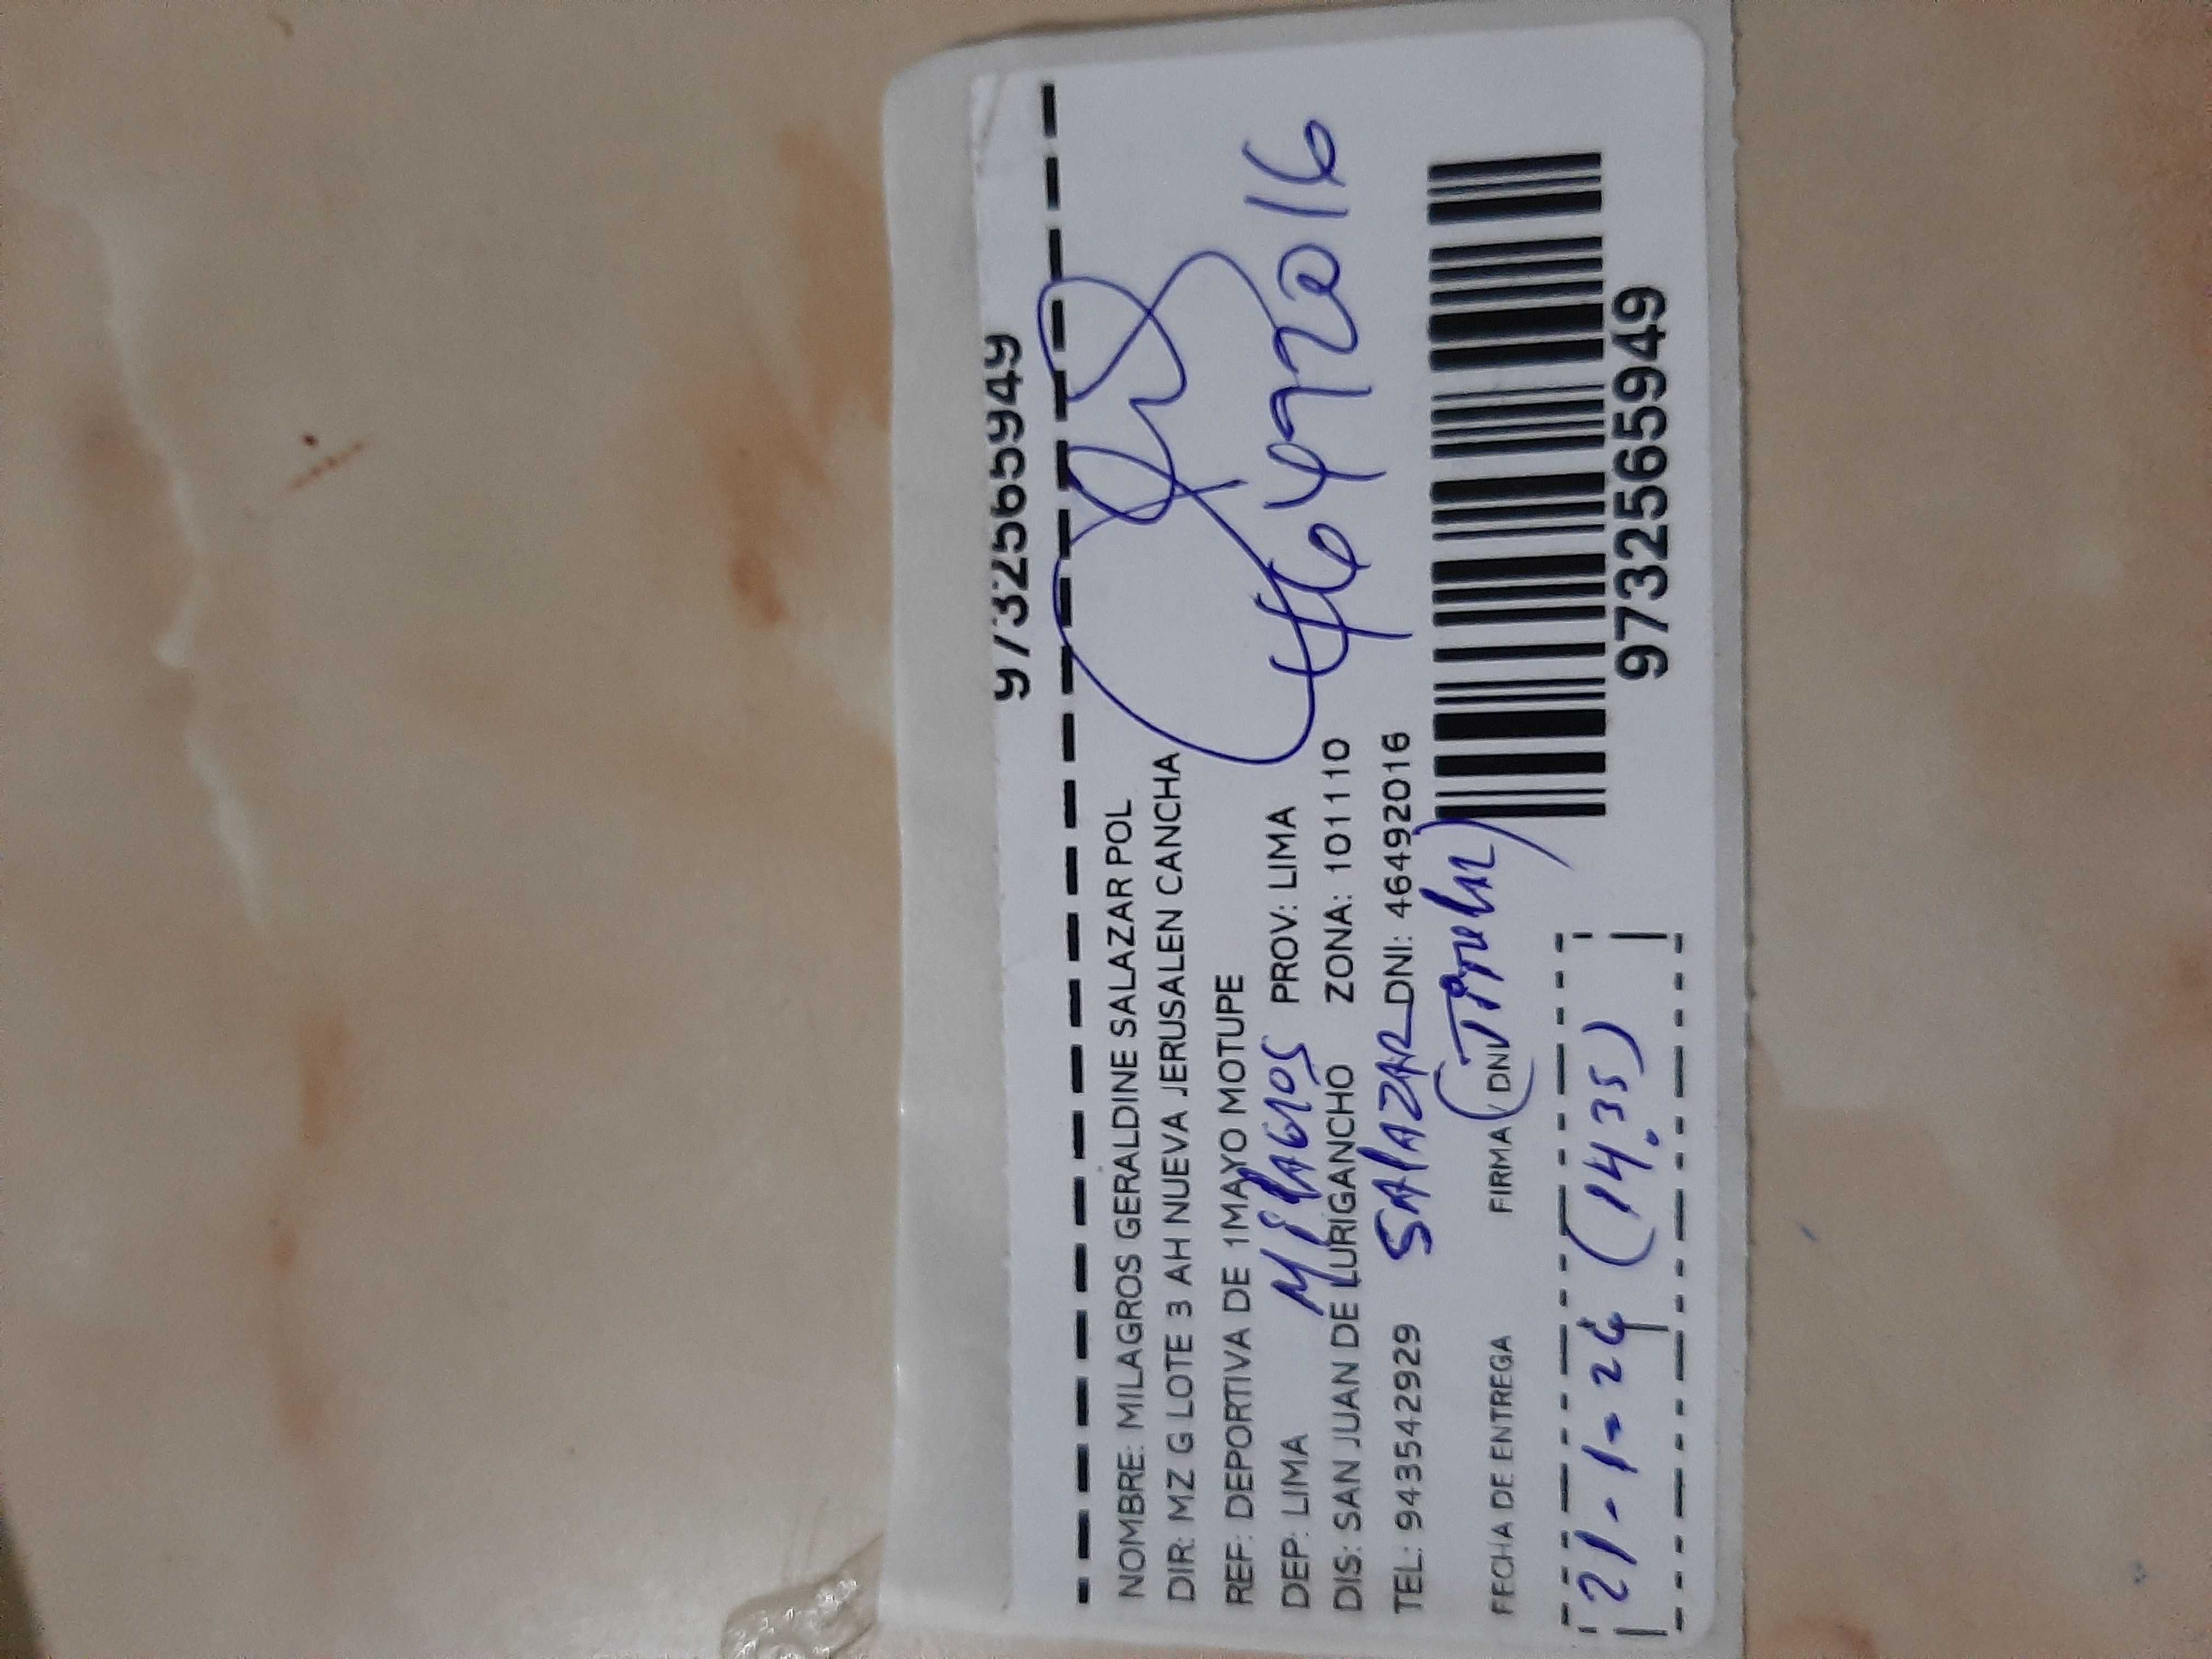 9732565949
NOMBRE: MILAGROS GERALDINE SALAZAR POL
DIR: MZ G LOTE 3 AH NUEVA JERUSALEN CANCHA
REF: DEPORTIVA DE 1MAYO MOTUPE
DEP: LIMA PROV: LIMA
MilAGROS
DIS: SAN JUAN DE LURIGANCHO ZONA: 101110
46492016
TEL: 943542929 SALAZAR DNI: 46492016
(Titular)
FECHA DE ENTREGA FIRMA / DNI
21-1-24 (14.35)
9732565949